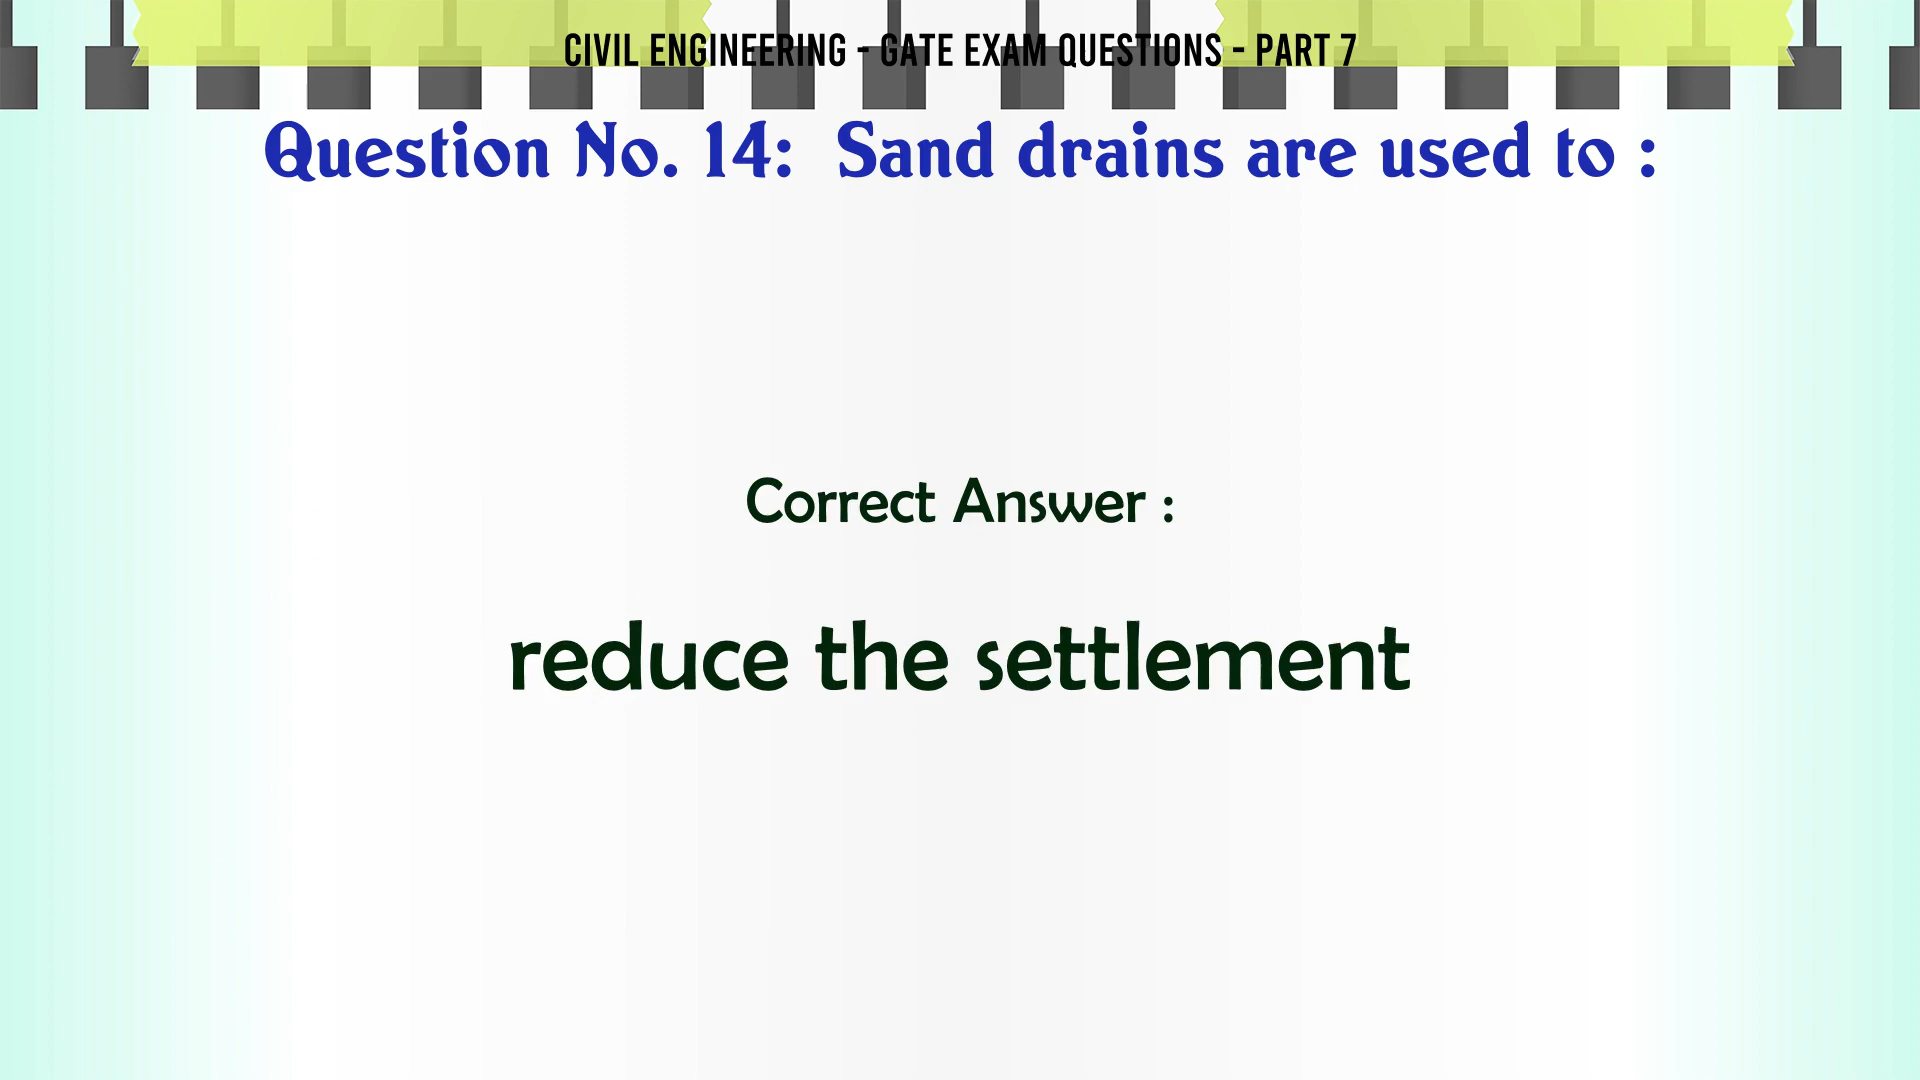 CIVIL ENGINEERING - GATE EXAM QUESTIONS - PART 7
Question No. 14: Sand drains are used to :
Correct Answer :
reduce the settlement